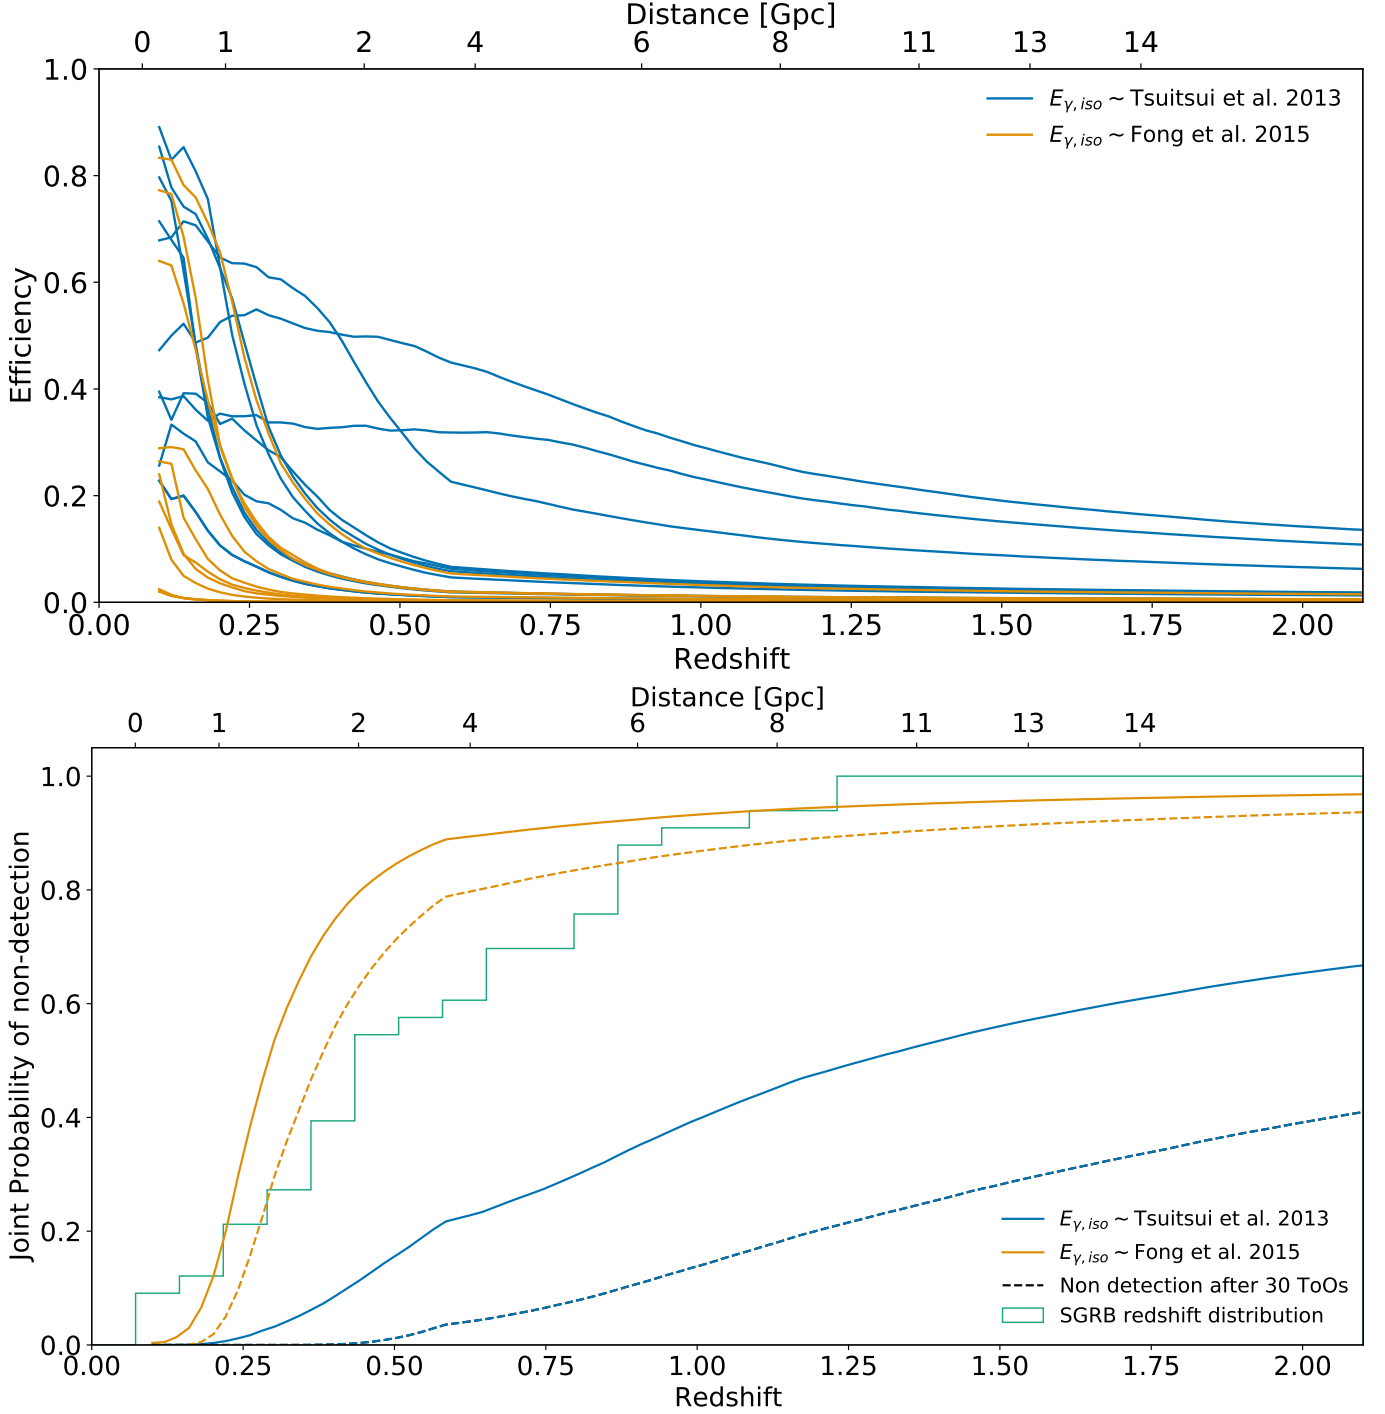 Distance [Gpc]
0 1 2 4 6 8 11 13 14
1.0
0.8
0.6
0.4
0.2
0.0
Efficiency
E_γ,iso ~ Tsuitsui et al. 2013
E_γ,iso ~ Fong et al. 2015
0.00 0.25 0.50 0.75 1.00 1.25 1.50 1.75 2.00
Redshift
Distance [Gpc]
0 1 2 4 6 8 11 13 14
1.0
0.8
0.6
0.4
0.2
0.0
Joint Probability of non-detection
E_γ,iso ~ Tsuitsui et al. 2013
E_γ,iso ~ Fong et al. 2015
Non detection after 30 ToOs
SGRB redshift distribution
0.00 0.25 0.50 0.75 1.00 1.25 1.50 1.75 2.00
Redshift